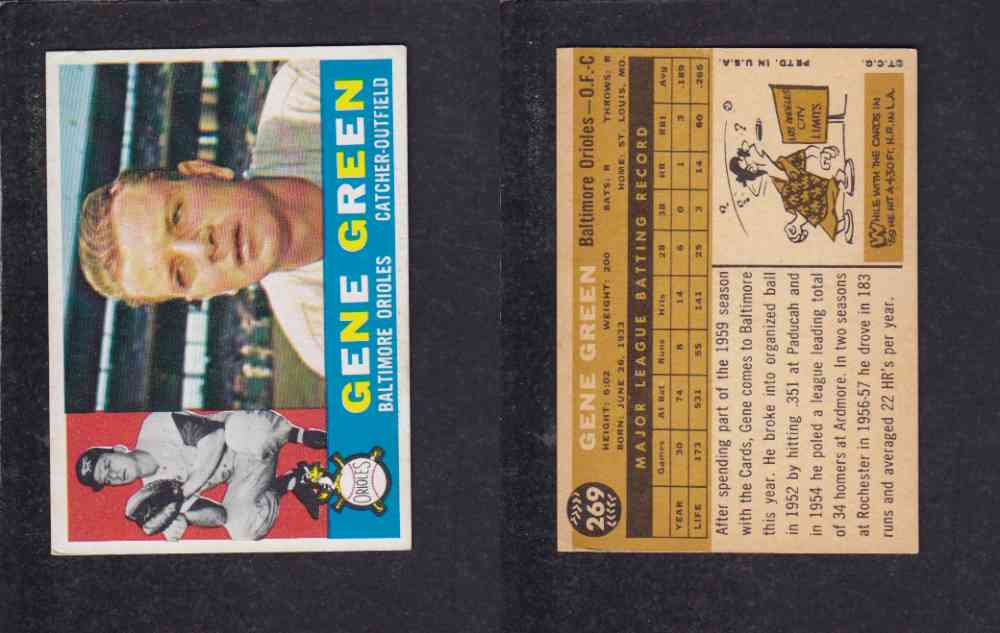 GENE GREEN
BALTIMORE ORIOLES CATCHER-OUTFIELD
ORIOLES
269
GENE GREEN Baltimore Orioles—O.F.-C
HEIGHT: 6:02 WEIGHT: 200 BATS: R THROWS: R
BORN: JUNE 26, 1933 HOME: ST. LOUIS, MO.
MAJOR LEAGUE BATTING RECORD
Games At Bat Runs Hits 2B 3B HR RBI Avg
YEAR 30 74 8 14 6 0 1 3 .189
LIFE 173 531 55 141 25 3 14 60 .266
After spending part of the 1959 season
with the Cards, Gene comes to Baltimore
this year. He broke into organized ball
in 1952 by hitting .351 at Paducah and
in 1954 he poled a league leading total
of 34 homers at Ardmore. In two seasons
at Rochester in 1956-57 he drove in 183
runs and averaged 22 HR's per year.
LOS ANGELES
CITY
LIMITS
WHILE WITH THE CARDS IN
'59 HE HIT A 430 FT. H.R. IN L.A.
©T.C.G. PRTD. IN U.S.A.